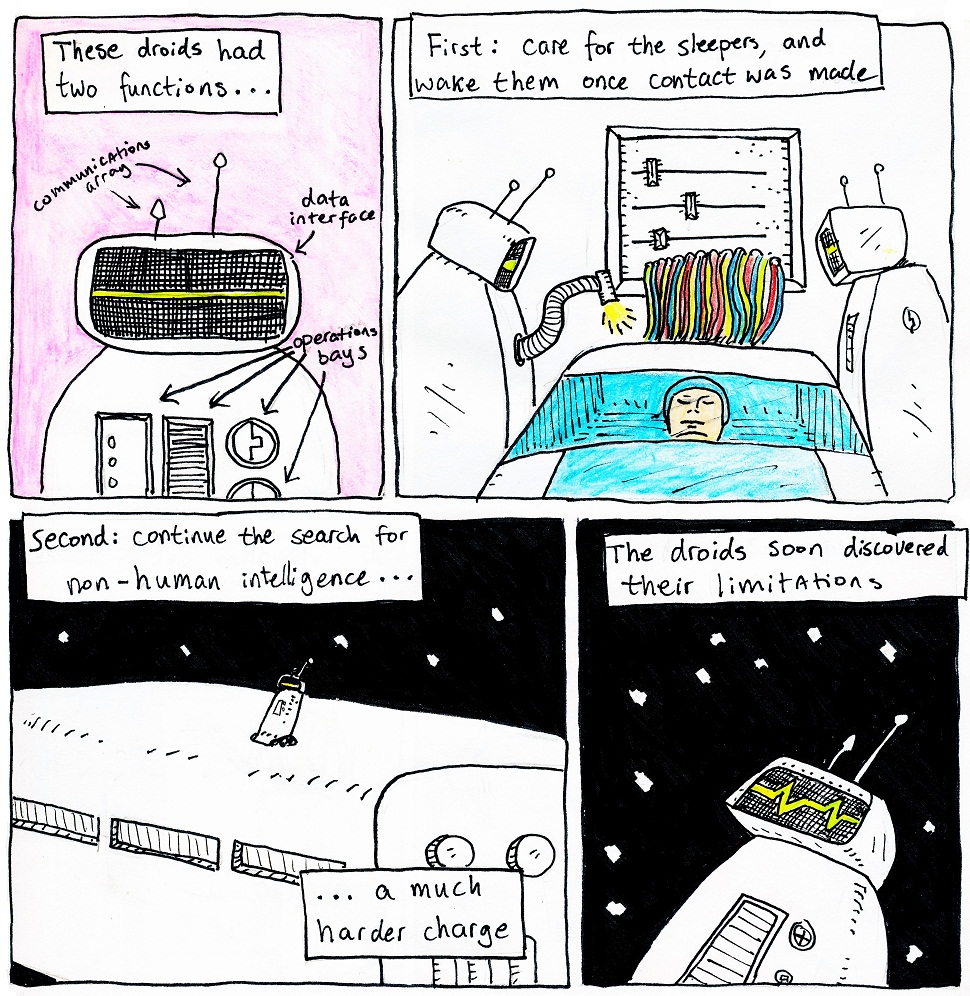 These droids had
two functions...
communications
array
data
interface
operations
bays
First: care for the sleepers, and
wake them once contact was made
Second: continue the search for
non-human intelligence...
... a much
harder charge
The droids soon discovered
their limitations